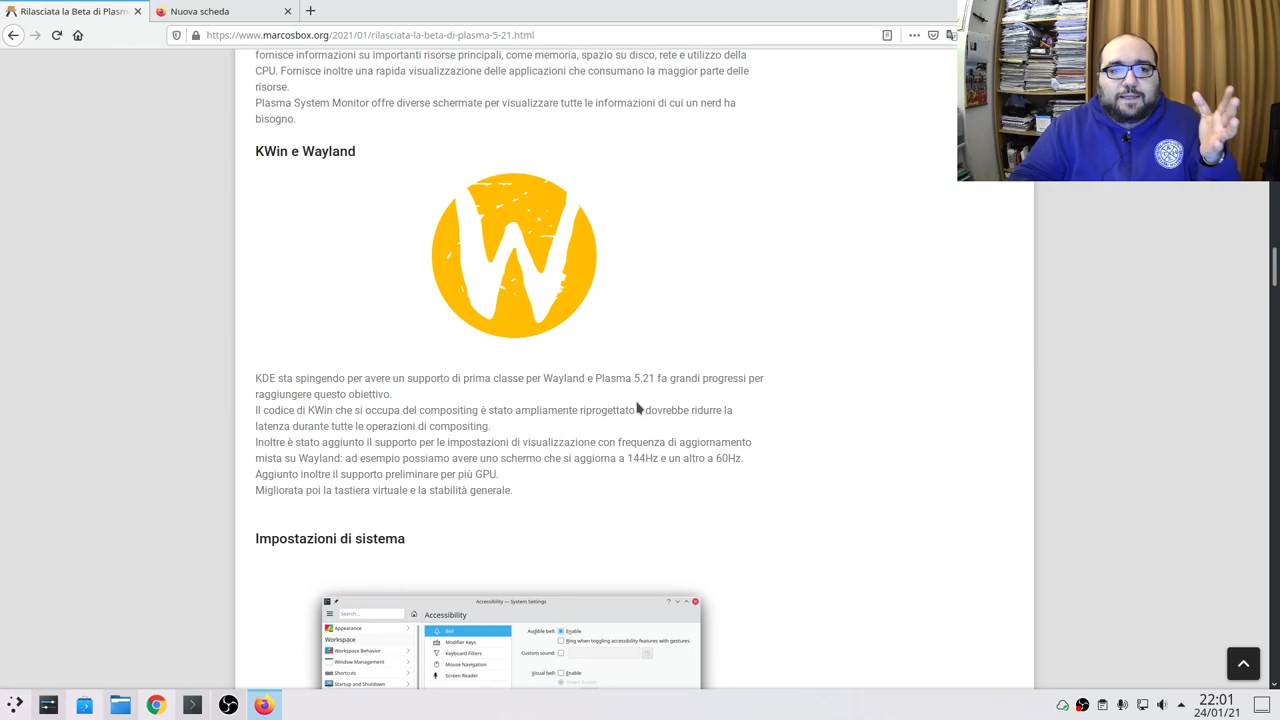 Rilasciata la Beta di Plasm
Nuova scheda
https://www.marcosbox.org/2021/01/rilasciata-la-beta-di-plasma-5-21.html
fornisce informazioni su importanti risorse principali, come memoria, spazio su disco, rete e utilizzo della
CPU. Fornisce inoltre una rapida visualizzazione delle applicazioni che consumano la maggior parte delle
risorse.
Plasma System Monitor offre diverse schermate per visualizzare tutte le informazioni di cui un nerd ha
bisogno.
KWin e Wayland
W
KDE sta spingendo per avere un supporto di prima classe per Wayland e Plasma 5.21 fa grandi progressi per
raggiungere questo obiettivo.
Il codice di KWin che si occupa del compositing è stato ampiamente riprogettato dovrebbe ridurre la
latenza durante tutte le operazioni di compositing.
Inoltre è stato aggiunto il supporto per le impostazioni di visualizzazione con frequenza di aggiornamento
mista su Wayland: ad esempio possiamo avere uno schermo che si aggiorna a 144Hz e un altro a 60Hz.
Aggiunto inoltre il supporto preliminare per più GPU.
Migliorata poi la tastiera virtuale e la stabilità generale.
Impostazioni di sistema
Accessibility — System Settings
Search...
Accessibility
Appearance
Workspace
Workspace Behavior
Window Management
Shortcuts
Startup and Shutdown
Bell
Modifier Keys
Keyboard Filters
Mouse Navigation
Screen Reader
Audible bell: Enable
Ring when toggling accessibility features with gestures
Custom sound:
Visual bell: Enable
22:01
24/01/21